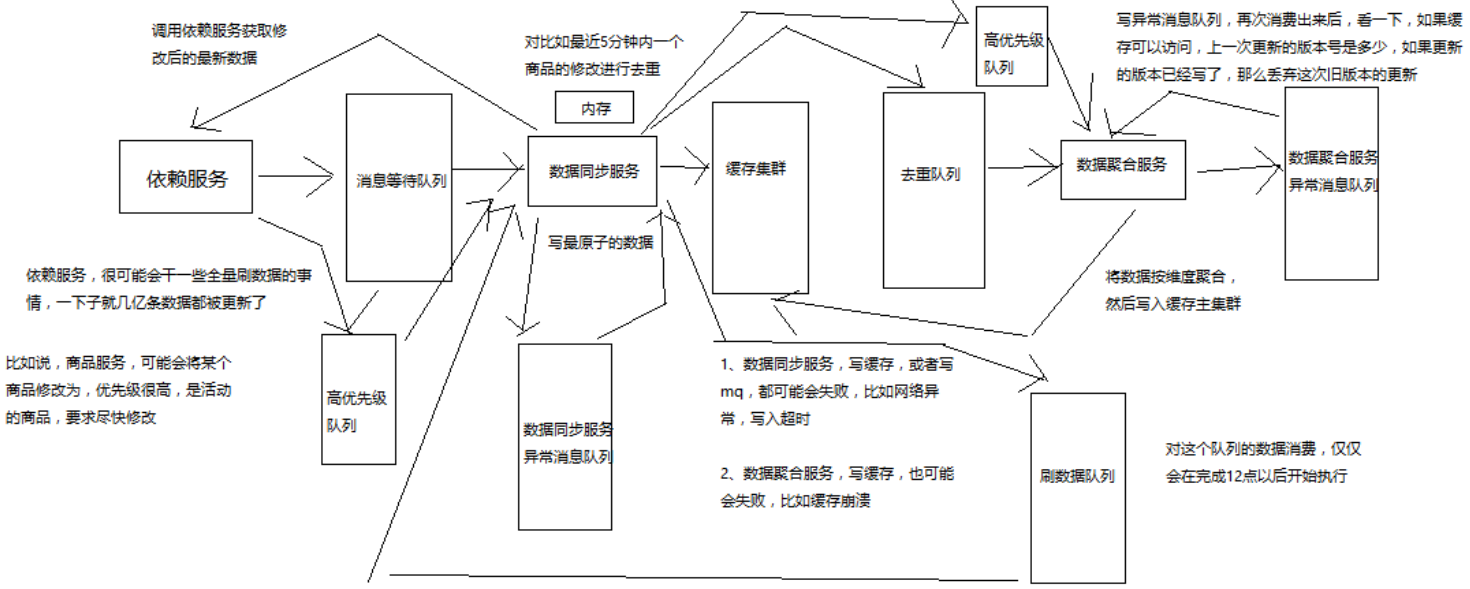 调用依赖服务获取修
改后的最新数据
对比如最近5分钟内一个
商品的修改进行去重
内存
高优先级
队列
写异常消息队列，再次消费出来后，看一下，如果缓
存可以访问，上一次更新的版本号是多少，如果更新
的版本已经写了，那么丢弃这次旧版本的更新
依赖服务
消息等待队列
数据同步服务
缓存集群
去重队列
数据聚合服务
数据聚合服务
异常消息队列
写最原子的数据
依赖服务，很可能会干一些全量刷数据的事
情，一下子就几亿条数据都被更新了
将数据按维度聚合，
然后写入缓存主集群
比如说，商品服务，可能会将某个
商品修改为，优先级很高，是活动
的商品，要求尽快修改
高优先级
队列
数据同步服务
异常消息队列
1、数据同步服务，写缓存，或者写
mq，都可能会失败，比如网络异
常，写入超时
2、数据聚合服务，写缓存，也可能
会失败，比如缓存崩溃
刷数据队列
对这个队列的数据消费，仅仅
会在完成12点以后开始执行